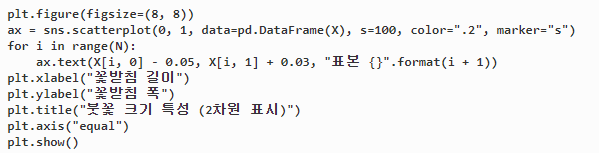 plt.figure(figsize=(8, 8))
ax = sns.scatterplot(0, 1, data=pd.DataFrame(X), s=100, color=".2", marker="s")
for i in range(N):
    ax.text(X[i, 0] - 0.05, X[i, 1] + 0.03, "표본 {}".format(i + 1))
plt.xlabel("꽃받침 길이")
plt.ylabel("꽃받침 폭")
plt.title("붓꽃 크기 특성 (2차원 표시)")
plt.axis("equal")
plt.show()